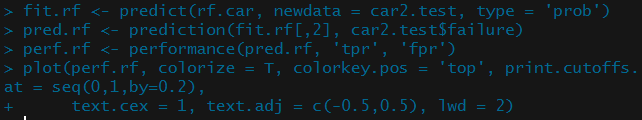 > fit.rf <- predict(rf.car, newdata = car2.test, type = 'prob')
> pred.rf <- prediction(fit.rf[,2], car2.test$failure)
> perf.rf <- performance(pred.rf, 'tpr', 'fpr')
> plot(perf.rf, colorize = T, colorkey.pos = 'top', print.cutoffs.
at = seq(0,1,by=0.2),
+      text.cex = 1, text.adj = c(-0.5,0.5), lwd = 2)